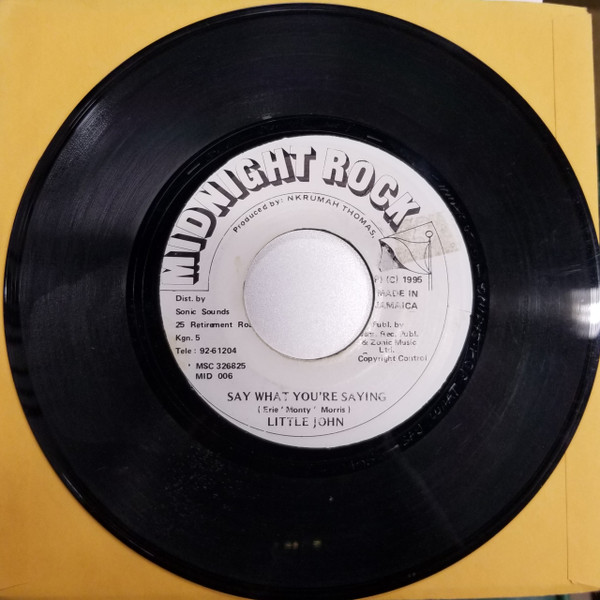 MIDNIGHT ROCK
Produced by: NKRUMAH THOMAS,
(C) 1995
MADE IN
JAMAICA
Dist. by
Sonic Sounds
25 Retirement
Kgn. 5
Tele: 92-61204
MSC 326825
MID 006
Publ. by
Rec. Publ.
& Zonic Music
Ltd.
Copyright Control
SAY WHAT YOU'RE SAYING
( Eric "Monty" Morris )
LITTLE JOHN